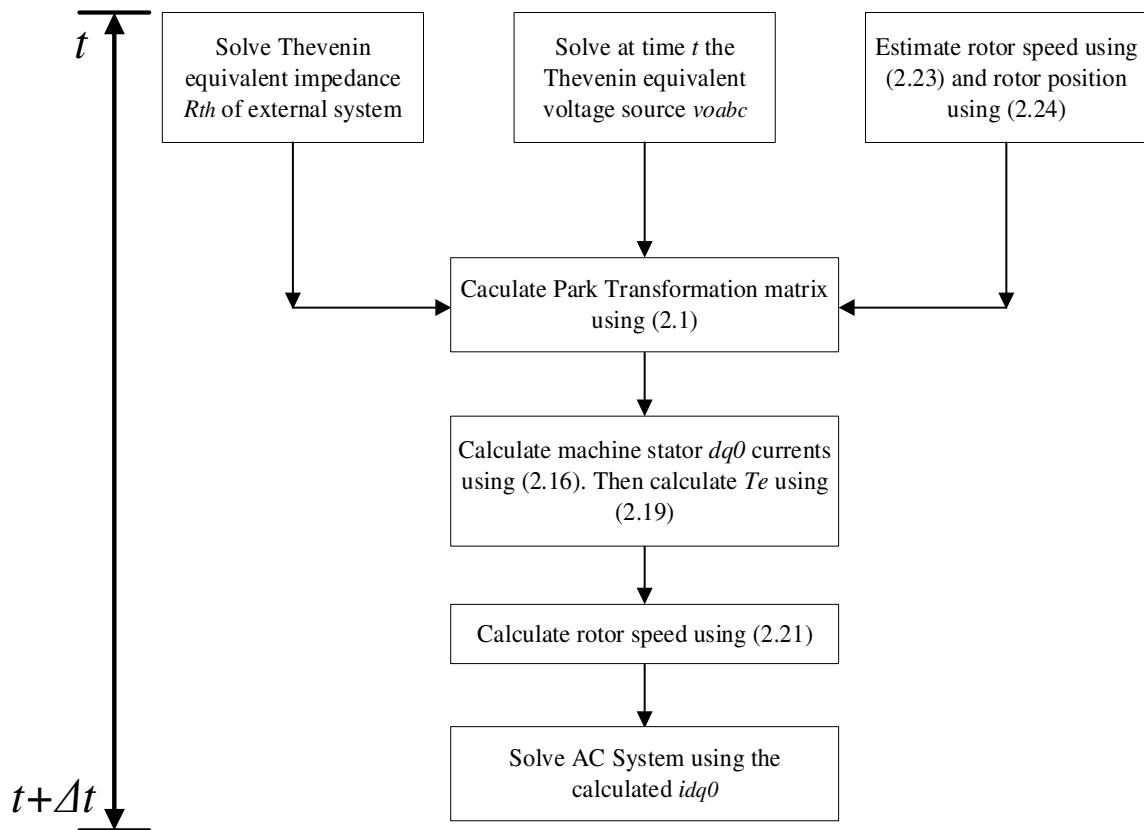 t
Solve Thevenin
equivalent impedance
Rth of external system
Solve at time t the
Thevenin equivalent
voltage source voabc
Estimate rotor speed using
(2.23) and rotor position
using (2.24)
Caculate Park Transformation matrix
using (2.1)
Calculate machine stator dq0 currents
using (2.16). Then calculate Te using
(2.19)
Calculate rotor speed using (2.21)
Solve AC System using the
calculated idq0
t+Δt